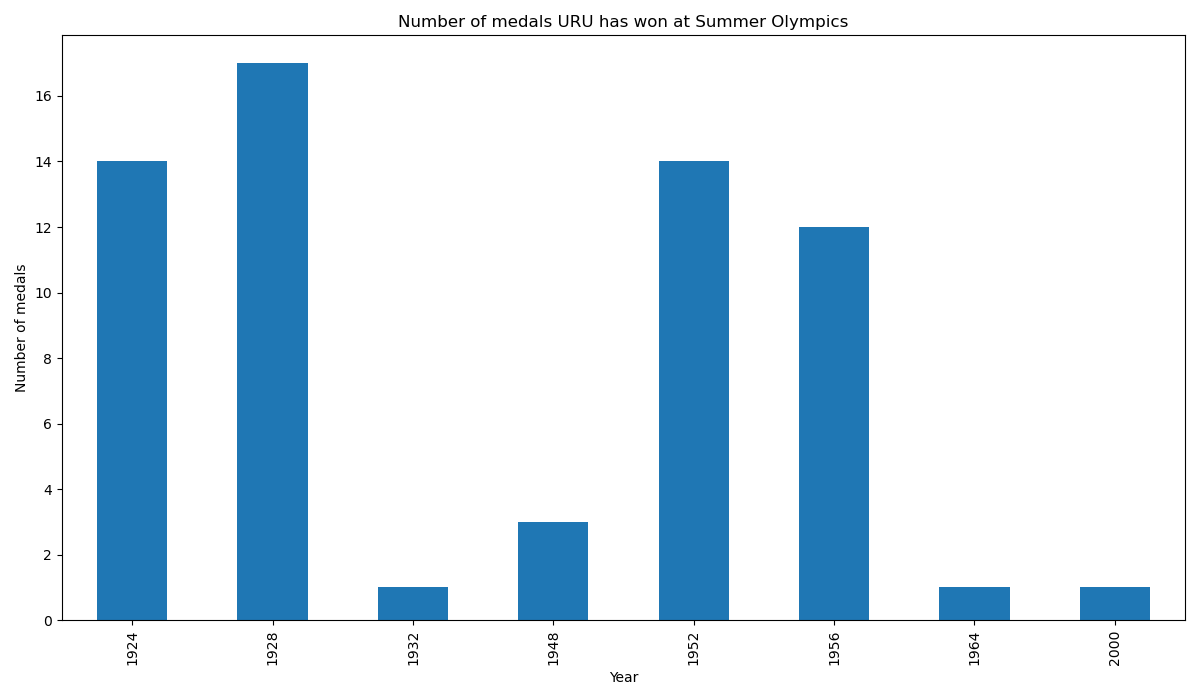 Number of medals URU has won at Summer Olympics
Number of medals
16
14
12
10
8
6
4
2
0
1924 1928 1932 1948 1952 1956 1964 2000
Year